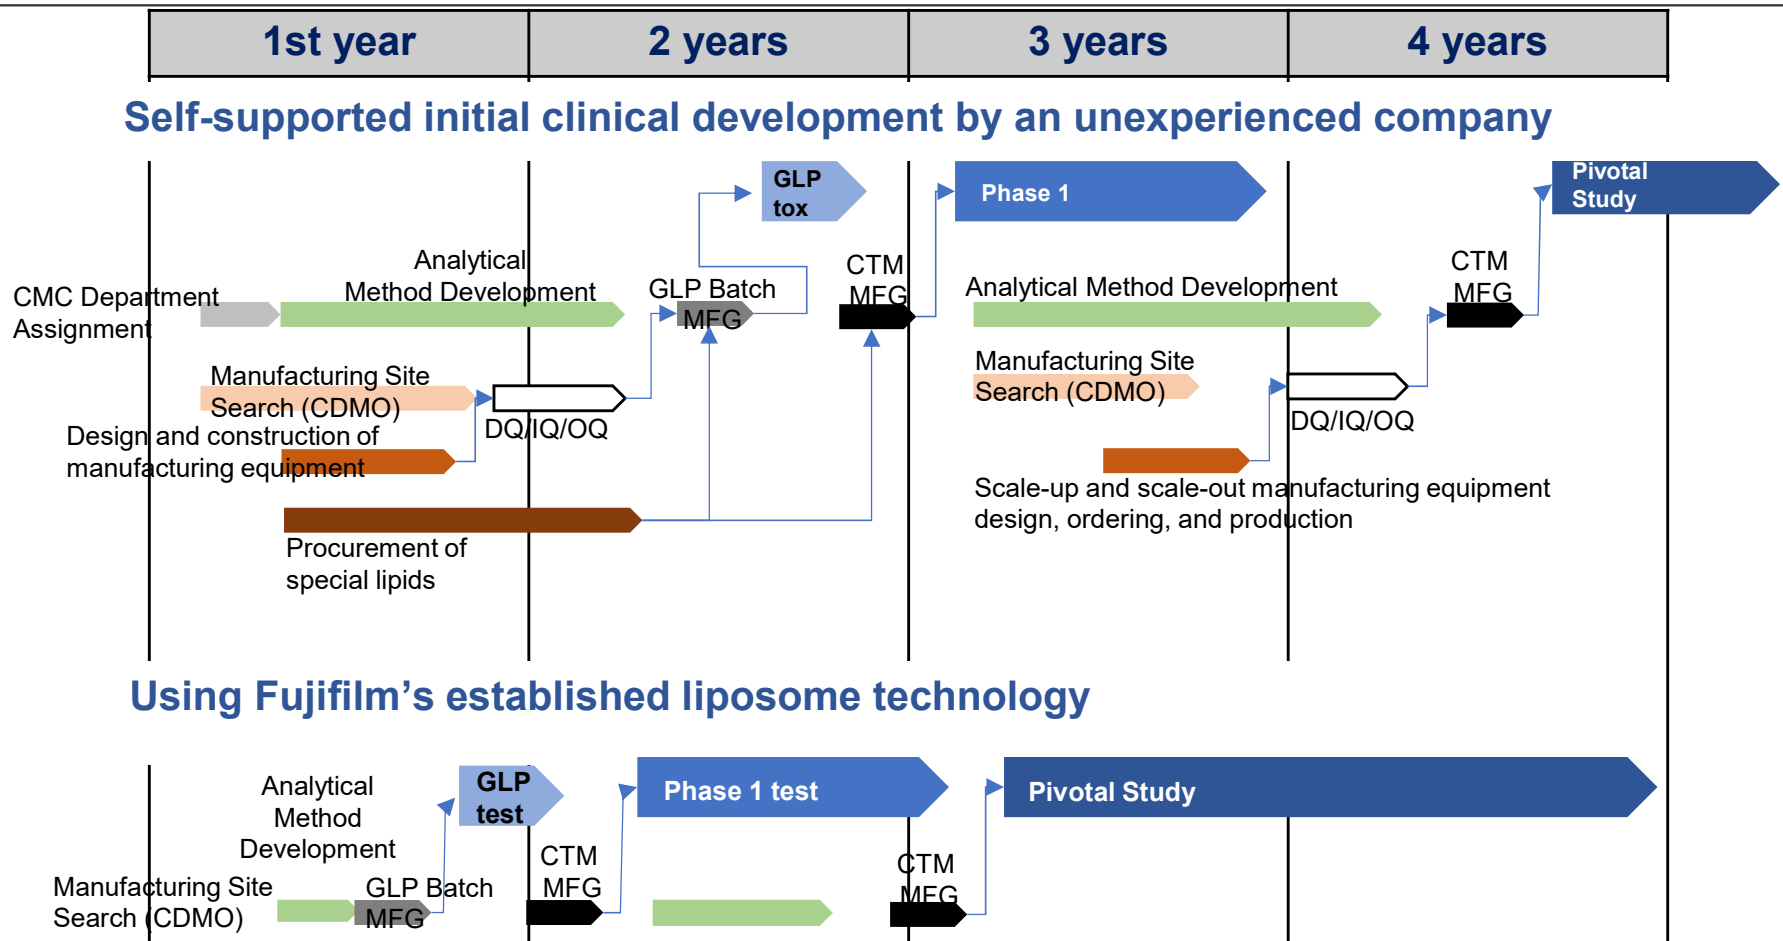 1st year
2 years
3 years
4 years
Self-supported initial clinical development by an unexperienced company
GLP
tox
Phase 1
Pivotal
Study
CMC Department
Assignment
Analytical
Method Development
GLP Batch
MFG
CTM
MFG
Analytical Method Development
CTM
MFG
Manufacturing Site
Search (CDMO)
DQ/IQ/OQ
Manufacturing Site
Search (CDMO)
DQ/IQ/OQ
Design and construction of
manufacturing equipment
Scale-up and scale-out manufacturing equipment
design, ordering, and production
Procurement of
special lipids
Using Fujifilm’s established liposome technology
Analytical
Method
Development
GLP
test
Phase 1 test
Pivotal Study
Manufacturing Site
Search (CDMO)
GLP Batch
MFG
CTM
MFG
CTM
MFG